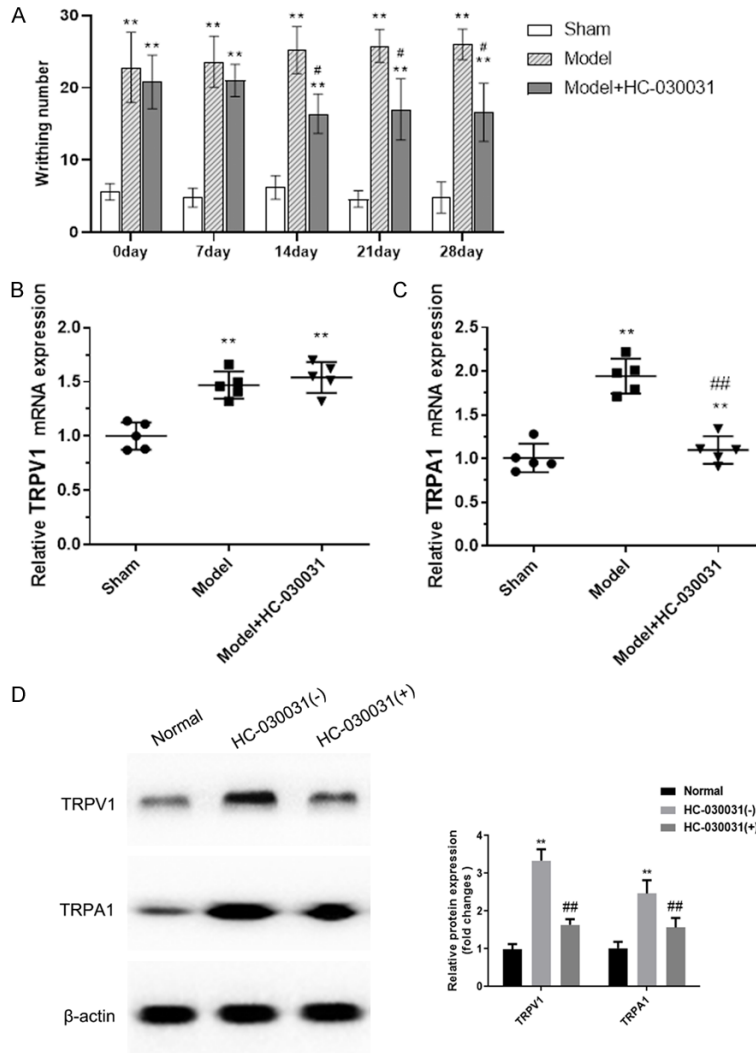 A
Sham
Model
Model+HC-030031
Writhing number
30
20
10
0
** ** ** ** ** # ** ** # ** ** # **
0day 7day 14day 21day 28day
B
Relative TRPV1 mRNA expression
2.0
1.5
1.0
0.5
0.0
** **
Sham Model Model+HC-030031
C
Relative TRPA1 mRNA expression
2.5
2.0
1.5
1.0
0.5
0.0
**
##
**
Sham Model Model+HC-030031
D
Normal HC-030031(-) HC-030031(+)
TRPV1
TRPA1
β-actin
Normal
HC-030031(-)
HC-030031(+)
Relative protein expression
(fold changes )
4
3
2
1
0
** ## ** ##
TRPV1 TRPA1